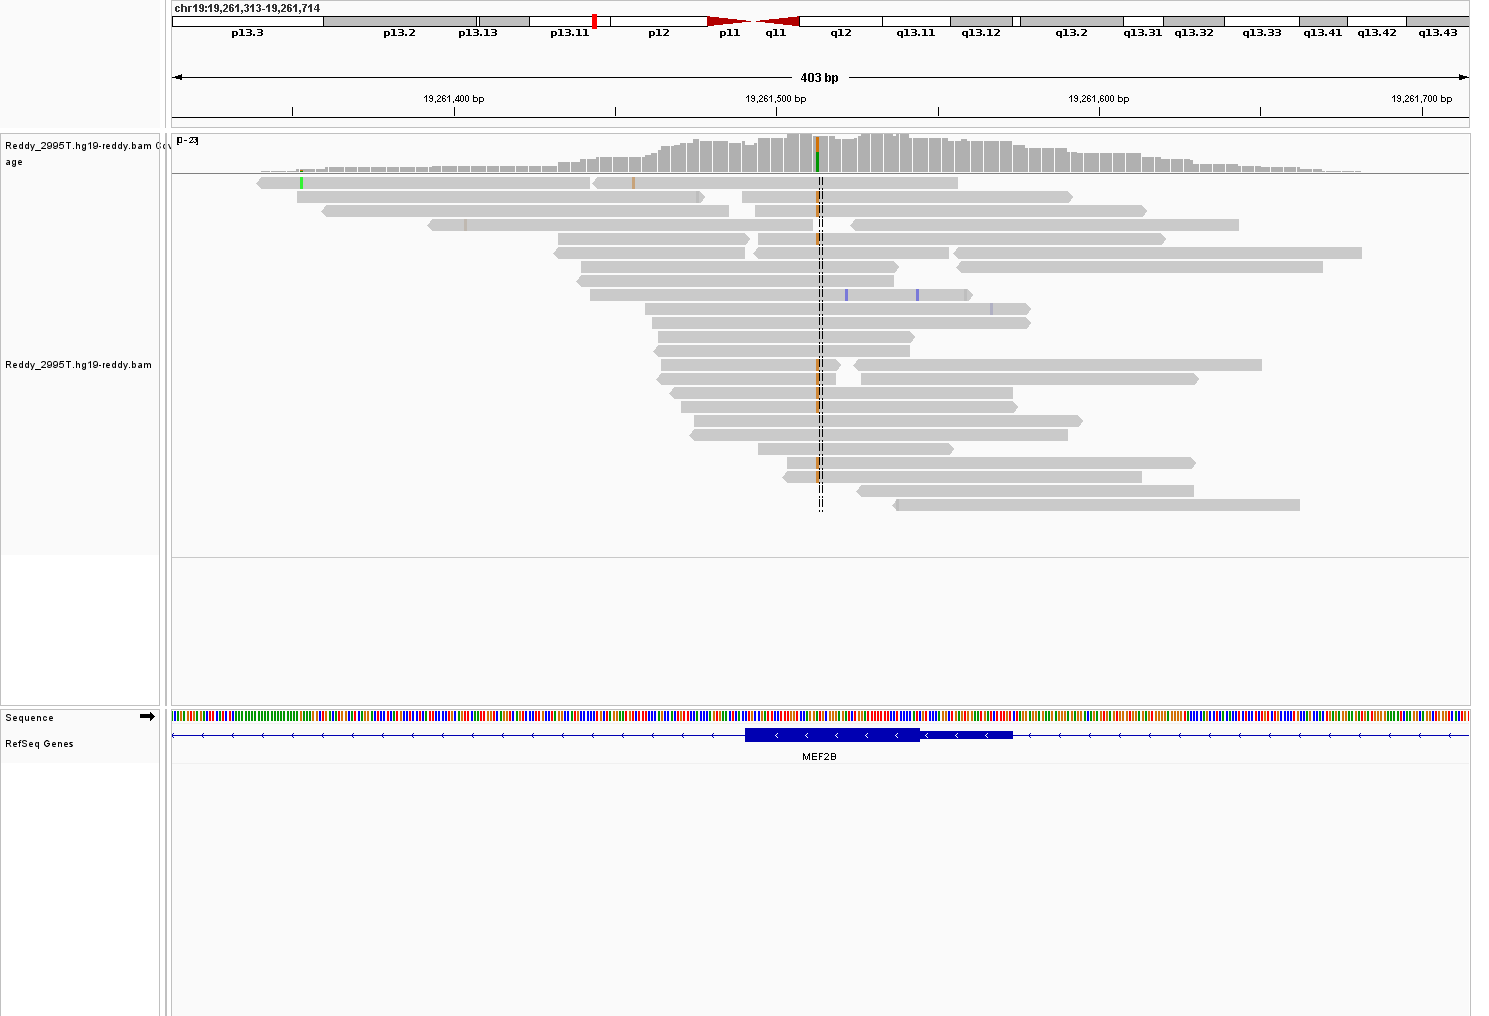 chr19:19,261,313-19,261,714
p13.3 p13.2 p13.13 p13.11 p12 p11 q11 q12 q13.11 q13.12 q13.2 q13.31 q13.32 q13.33 q13.41 q13.42 q13.43
403 bp
19,261,400 bp 19,261,500 bp 19,261,600 bp 19,261,700 bp
Reddy_2995T.hg19-reddy.bam Cov
age
[0 - 23]
Reddy_2995T.hg19-reddy.bam
Sequence
RefSeq Genes
MEF2B